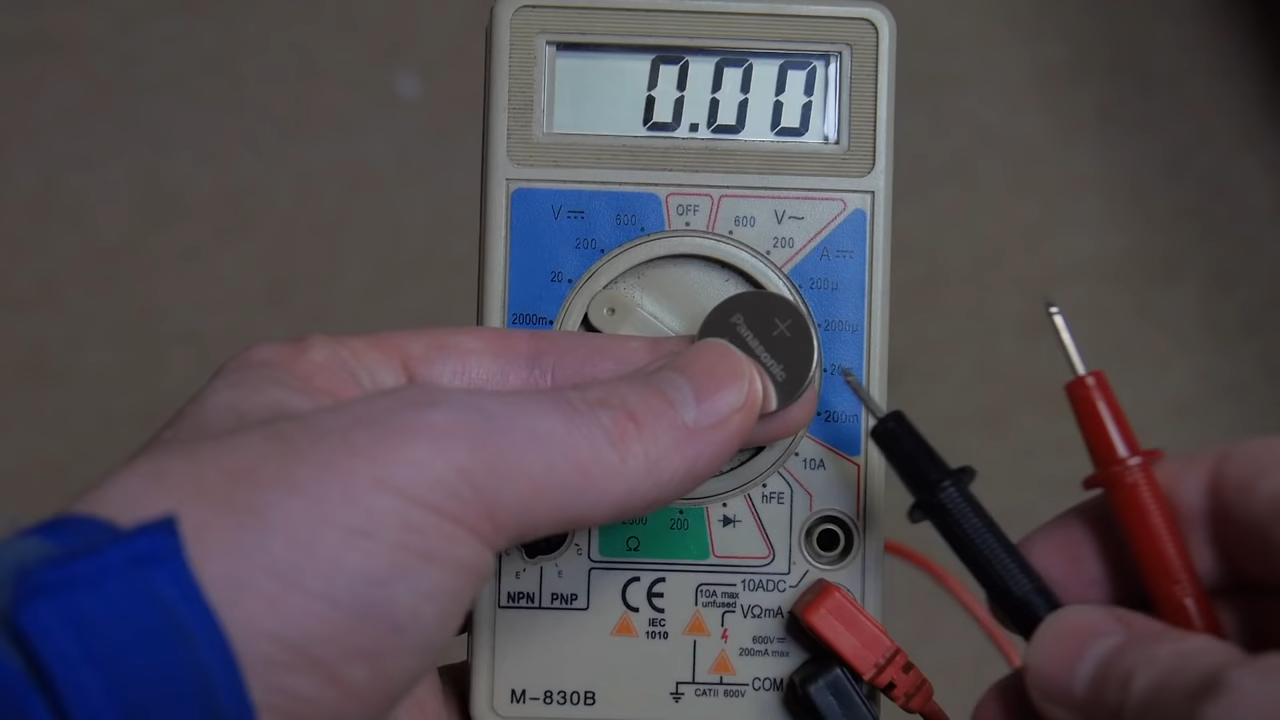 0.00
V⎓ 600 OFF 600 V~
200 200
A⎓
20 200µ
2000m 2000µ
Panasonic +
20m
200m
10A
hFE
200
Ω
10ADC
E E
NPN PNP
CE
IEC
1010
10A max
unfused
VΩmA
600V⎓
200mA max
COM
CATII 600V
M-830B